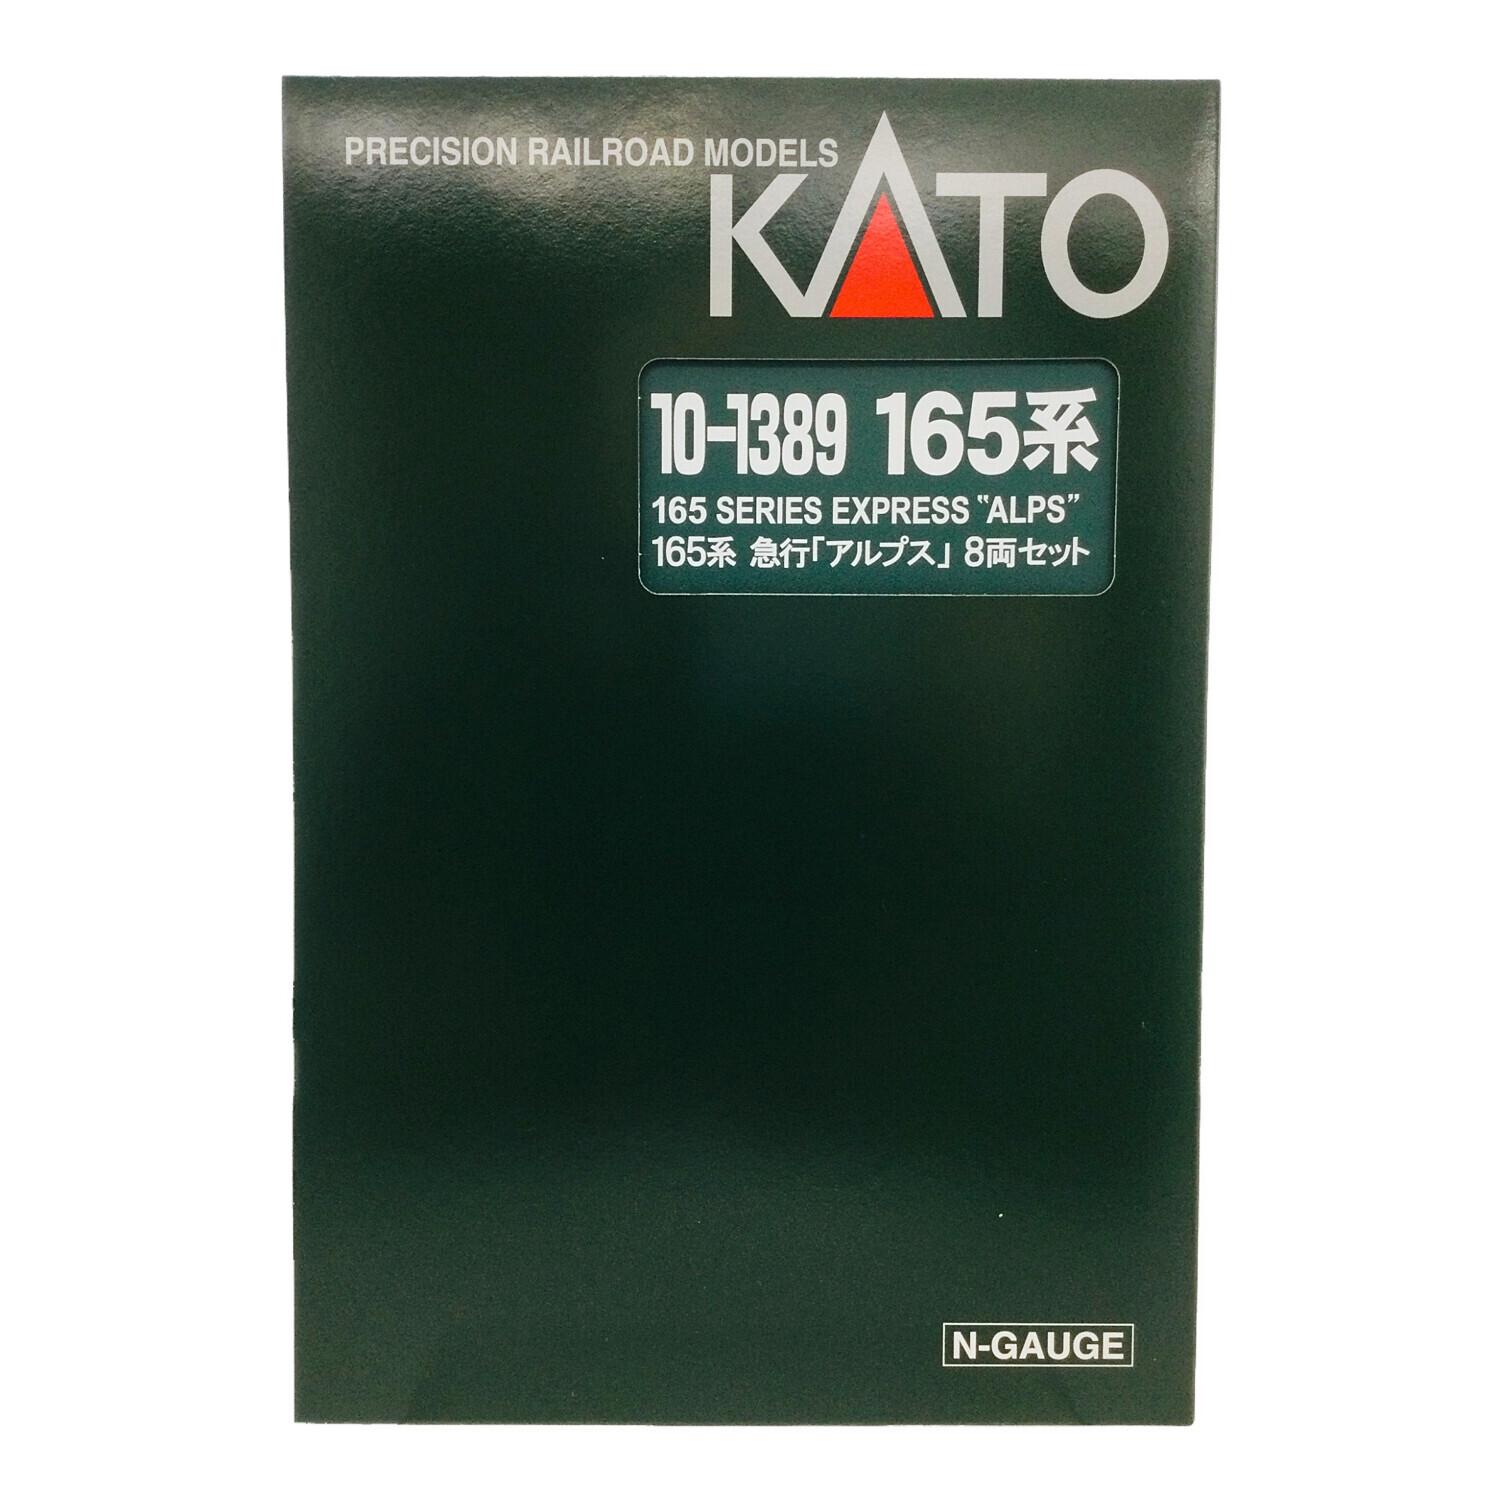 PRECISION RAILROAD MODELS
KATO
10-1389 165系
165 SERIES EXPRESS “ALPS”
165系 急行「アルプス」 8両セット
N-GAUGE